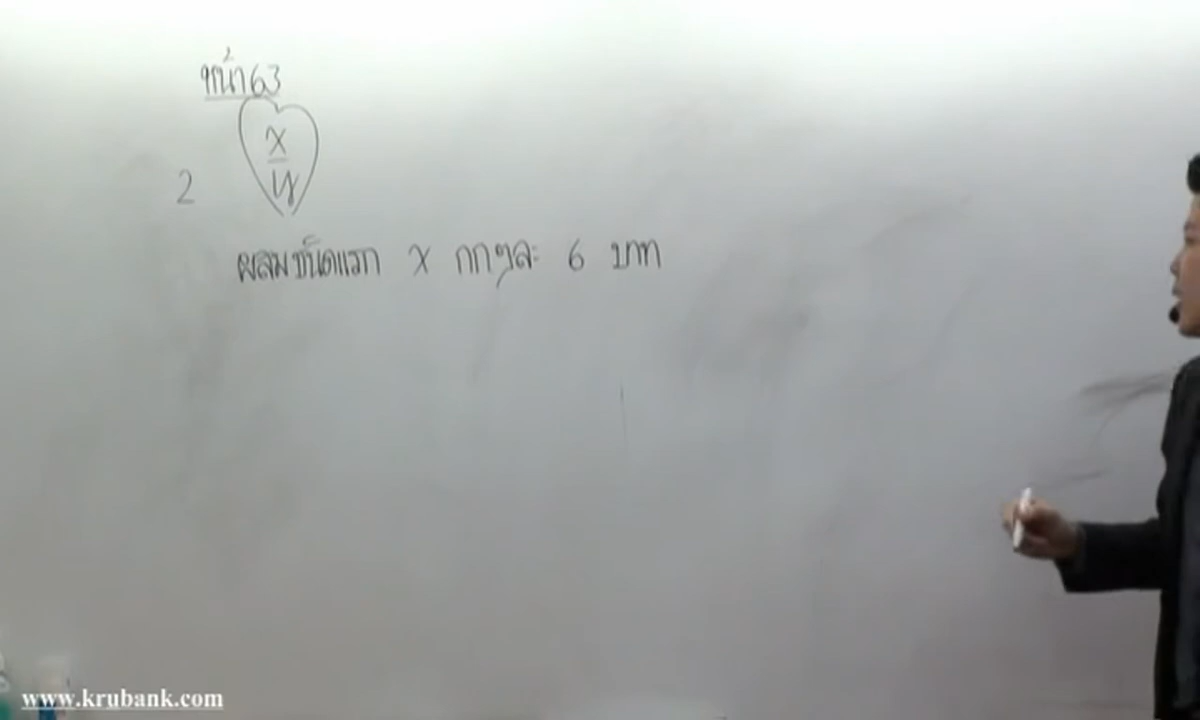 หน้า 63
x
2
y
ผสมชนิดแรก x กก ๆ ละ 6 บาท
www.krubank.com